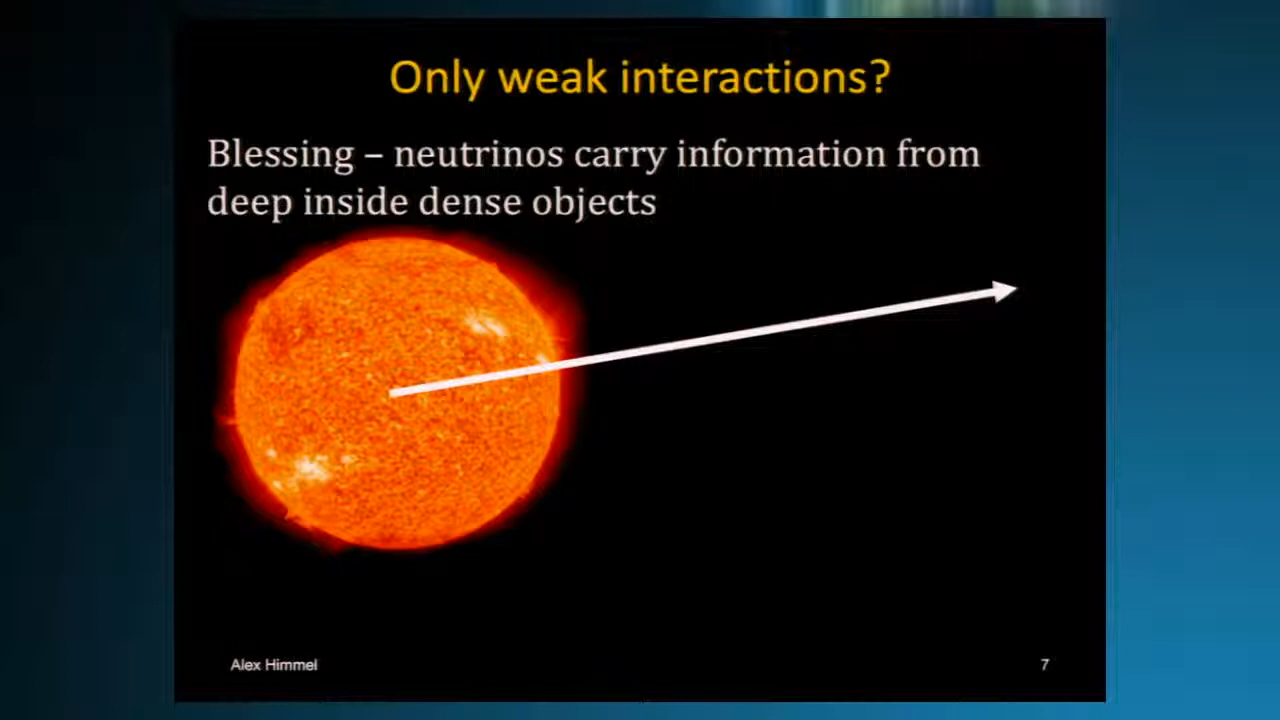 Only weak interactions?
Blessing – neutrinos carry information from
deep inside dense objects
Alex Himmel
7